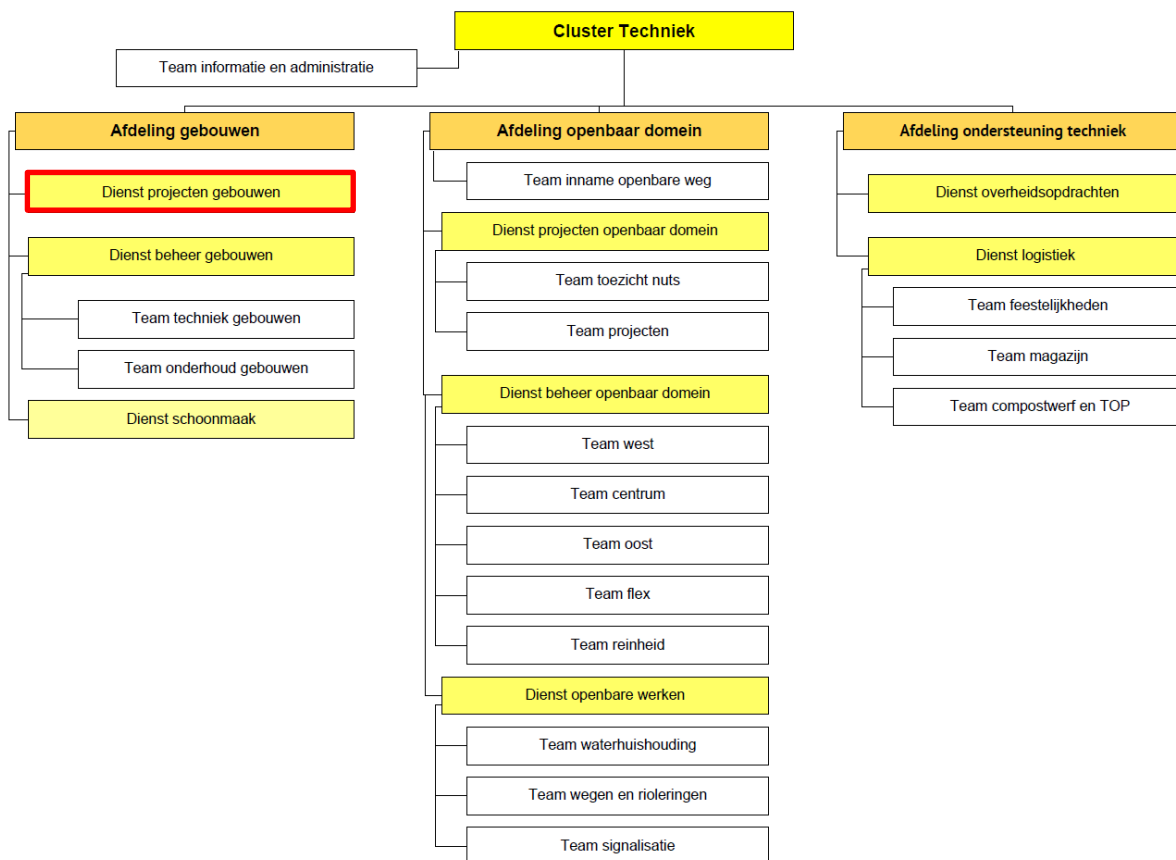 Cluster Techniek
Team informatie en administratie
Afdeling gebouwen
Dienst projecten gebouwen
Dienst beheer gebouwen
Team techniek gebouwen
Team onderhoud gebouwen
Dienst schoonmaak
Afdeling openbaar domein
Team inname openbare weg
Dienst projecten openbaar domein
Team toezicht nuts
Team projecten
Dienst beheer openbaar domein
Team west
Team centrum
Team oost
Team flex
Team reinheid
Dienst openbare werken
Team waterhuishouding
Team wegen en rioleringen
Team signalisatie
Afdeling ondersteuning techniek
Dienst overheidsopdrachten
Dienst logistiek
Team feestelijkheden
Team magazijn
Team compostwerf en TOP